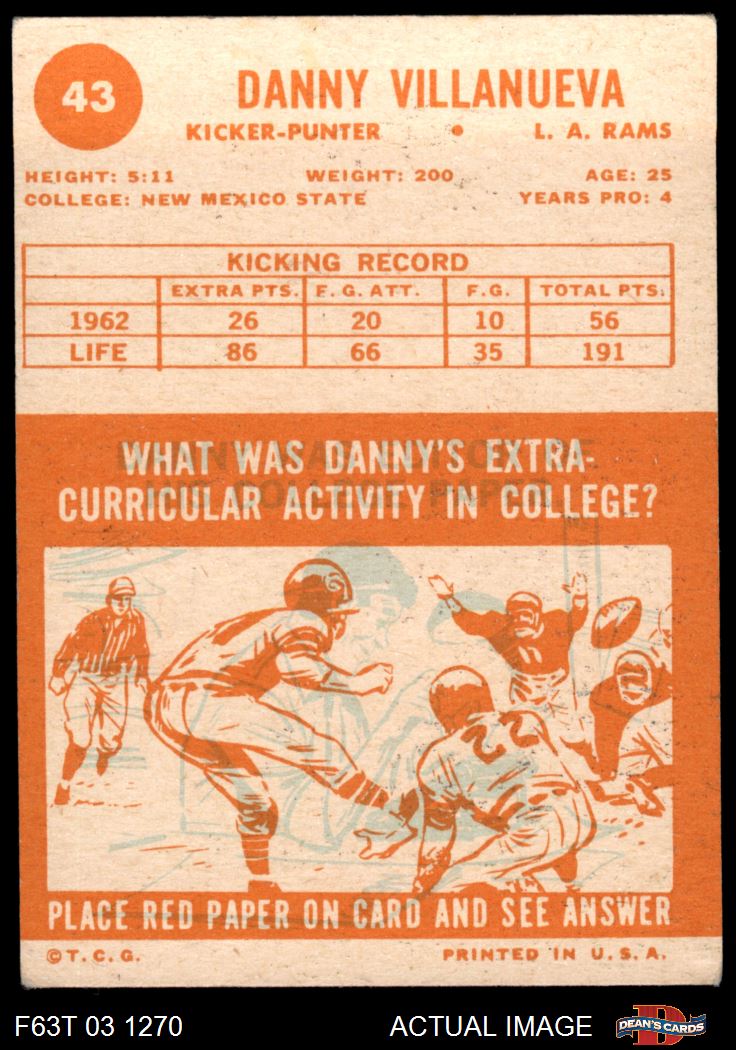 43
DANNY VILLANUEVA
KICKER-PUNTER • L. A. RAMS
HEIGHT: 5:11 WEIGHT: 200 AGE: 25
COLLEGE: NEW MEXICO STATE YEARS PRO: 4
KICKING RECORD
EXTRA PTS. F. G. ATT. F. G. TOTAL PTS.
1962 26 20 10 56
LIFE 86 66 35 191
WHAT WAS DANNY'S EXTRA-
CURRICULAR ACTIVITY IN COLLEGE?
22
PLACE RED PAPER ON CARD AND SEE ANSWER
© T. C. G. PRINTED IN U. S. A.
F63T 03 1270 ACTUAL IMAGE DEAN'S CARDS